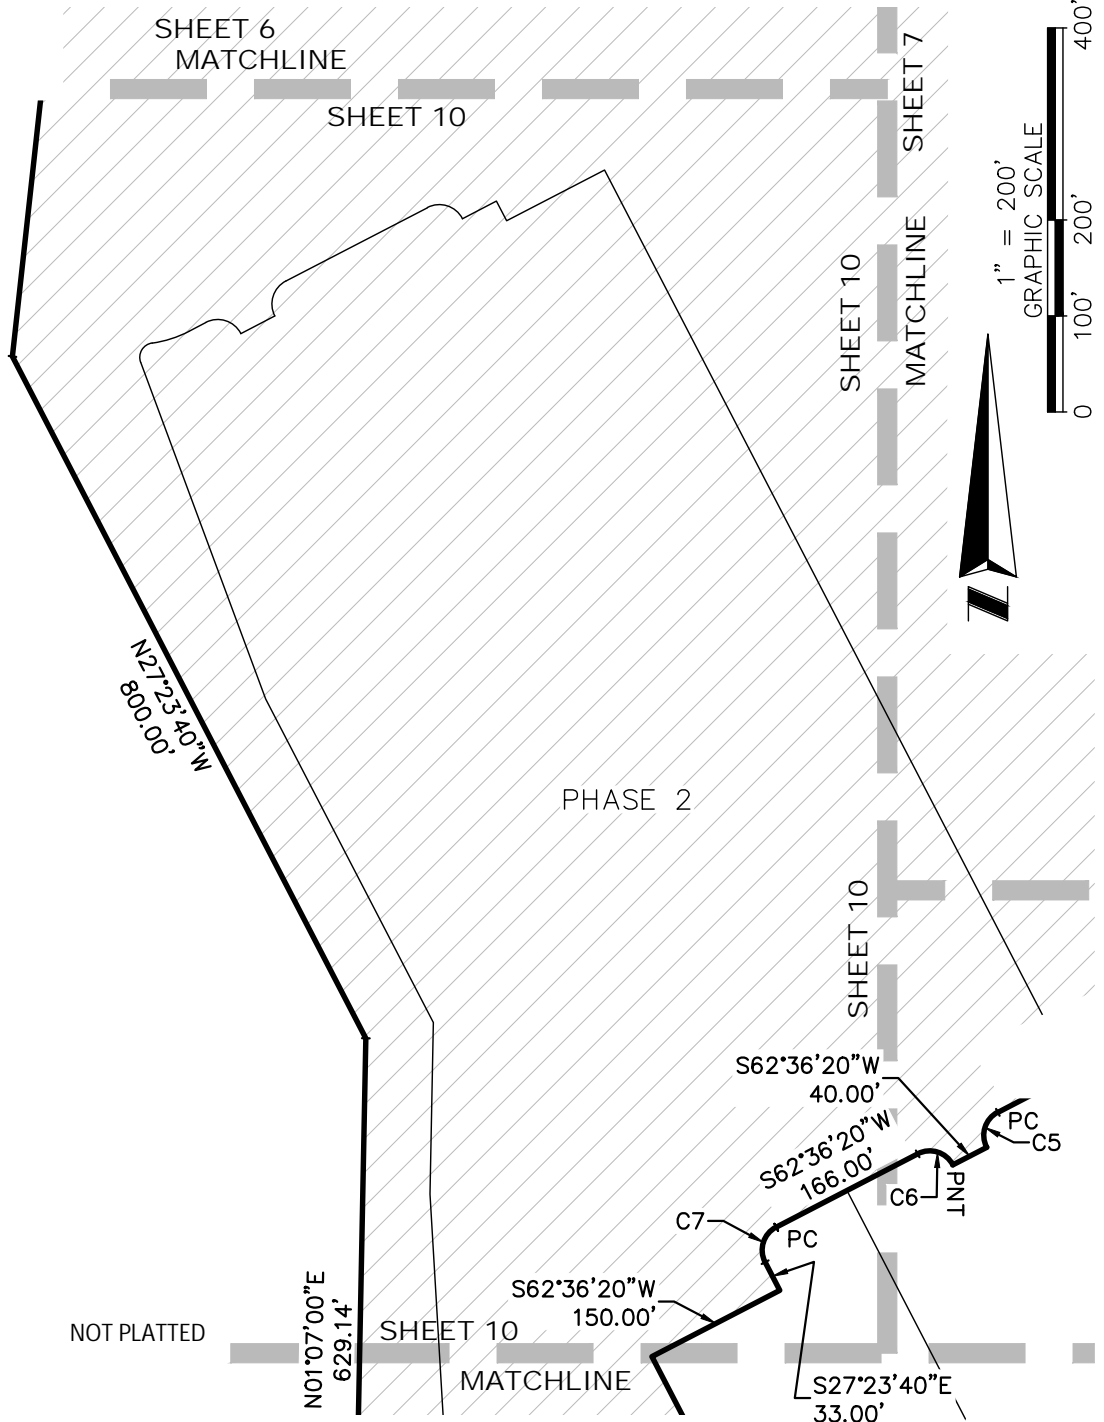 SHEET 6
MATCHLINE
SHEET 10
SHEET 7
MATCHLINE
SHEET 10
1" = 200'
GRAPHIC SCALE
0
100'
200'
400'
N
N27°23'40"W
800.00'
PHASE 2
SHEET 10
S62°36'20"W
40.00'
PC
C5
S62°36'20"W
166.00'
C6
PNT
C7
PC
S62°36'20"W
150.00'
N01°07'00"E
629.14'
NOT PLATTED
SHEET 10
MATCHLINE
S27°23'40"E
33.00'